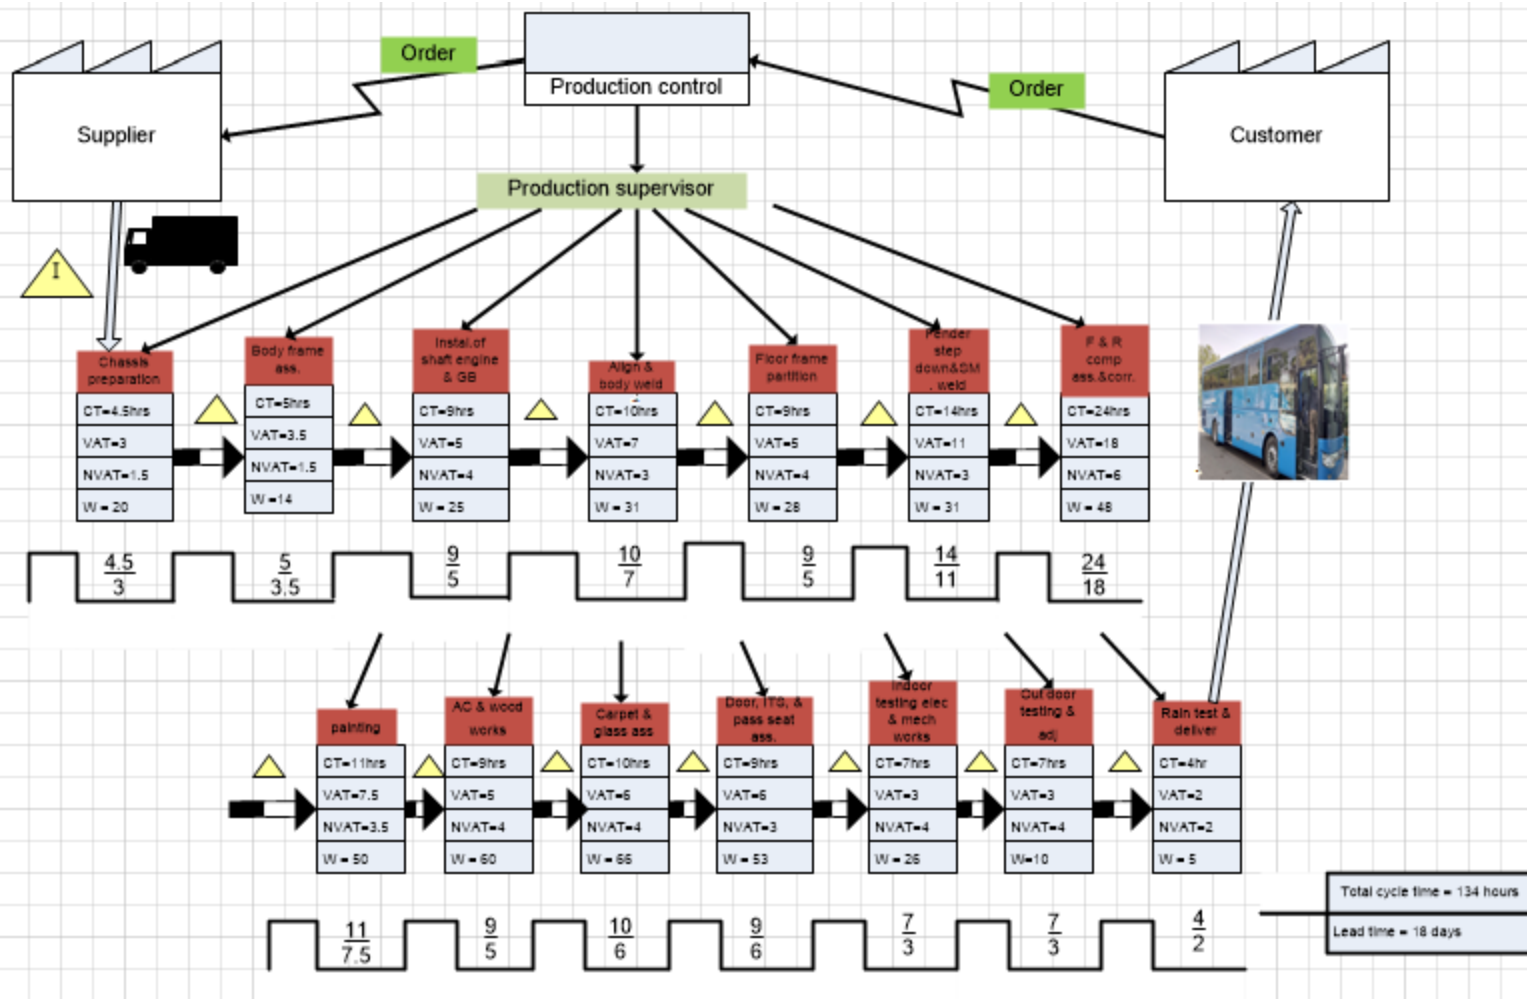 Order
Production control
Order
Supplier
Customer
Production supervisor
I
Chassis
preparation
CT=4.5hrs
VAT=3
NVAT=1.5
W = 20
Body frame
ass.
CT=5hrs
VAT=3.5
NVAT=1.5
W =14
Instal.of
shaft engine
& GB
CT=9hrs
VAT=5
NVAT=4
W = 25
Align &
body weld
CT=10hrs
VAT=7
NVAT=3
W = 31
Floor frame
partition
CT=9hrs
VAT=5
NVAT=4
W = 28
Fender
step
down&SM
. weld
CT=14hrs
VAT=11
NVAT=3
W = 31
F & R
comp
ass.&corr.
CT=24hrs
VAT=18
NVAT=6
W = 48
4.5
3
5
3.5
9
5
10
7
9
5
14
11
24
18
painting
CT=11hrs
VAT=7.5
NVAT=3.5
W = 50
AC & wood
works
CT=9hrs
VAT=5
NVAT=4
W = 60
Carpet &
glass ass
CT=10hrs
VAT=6
NVAT=4
W = 66
Door, ITS, &
pass seat
ass.
CT=9hrs
VAT=6
NVAT=3
W = 53
Indoor
testing elec
& mech
works
CT=7hrs
VAT=3
NVAT=4
W = 26
Out door
testing &
adj
CT=7hrs
VAT=3
NVAT=4
W=10
Rain test &
deliver
CT=4hr
VAT=2
NVAT=2
W = 5
11
7.5
9
5
10
6
9
6
7
3
7
3
4
2
Total cycle time = 134 hours
Lead time = 18 days